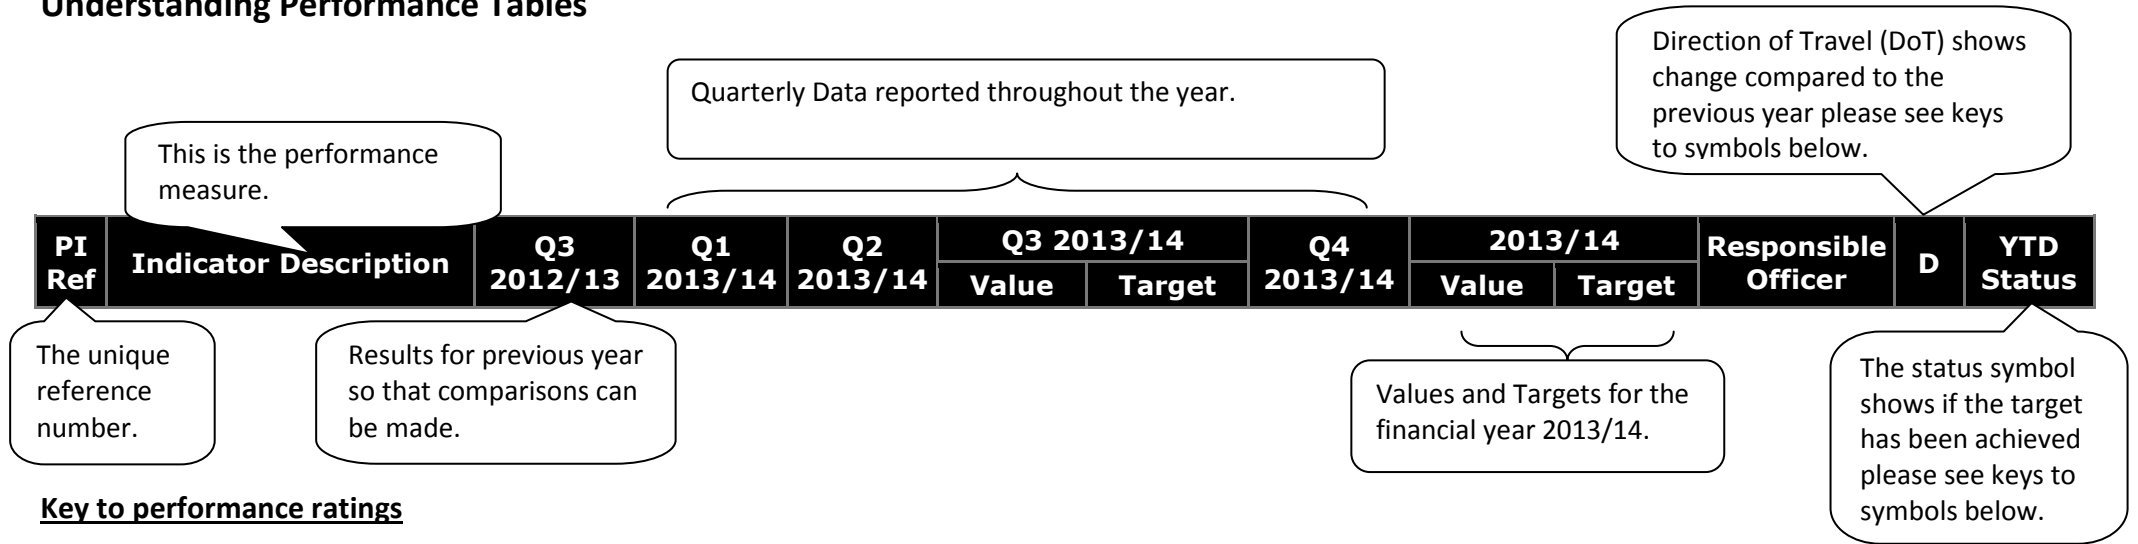 Understanding Performance Tables
Direction of Travel (DoT) shows
change compared to the
previous year please see keys
to symbols below.
Quarterly Data reported throughout the year.
This is the performance
measure.
PI
Ref
Indicator Description
Q3
2012/13
Q1
2013/14
Q2
2013/14
Q3 2013/14
Value
Target
Q4
2013/14
2013/14
Value
Target
Responsible
Officer
D
YTD
Status
The unique
reference
number.
Results for previous year
so that comparisons can
be made.
Values and Targets for the
financial year 2013/14.
The status symbol
shows if the target
has been achieved
please see keys to
symbols below.
Key to performance ratings